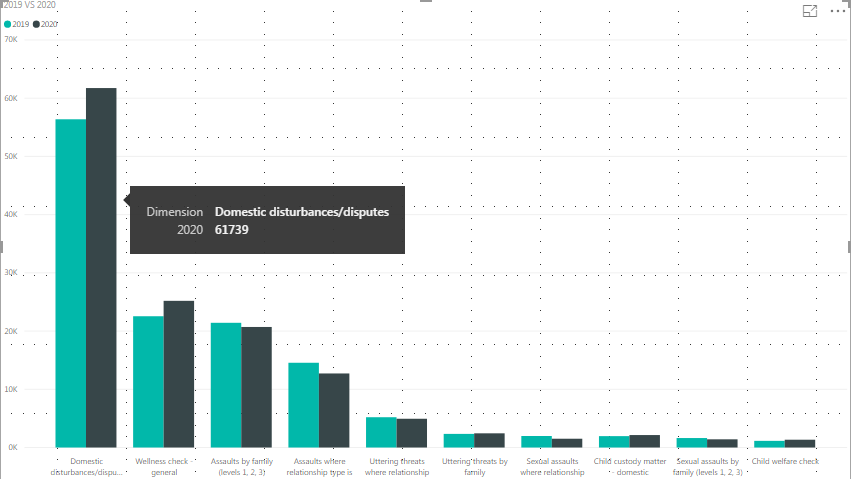 2019 VS 2020
2019 2020
70K
60K
50K
40K
30K
20K
10K
0K
Dimension Domestic disturbances/disputes
2020 61739
Domestic
disturbances/dispu...
Wellness check -
general
Assaults by family
(levels 1, 2, 3)
Assaults where
relationship type is
Uttering threats
where relationship
Uttering threats by
family
Sexual assaults
where relationship
Child custody matter
- domestic
Sexual assaults by
family (levels 1, 2, 3)
Child welfare check